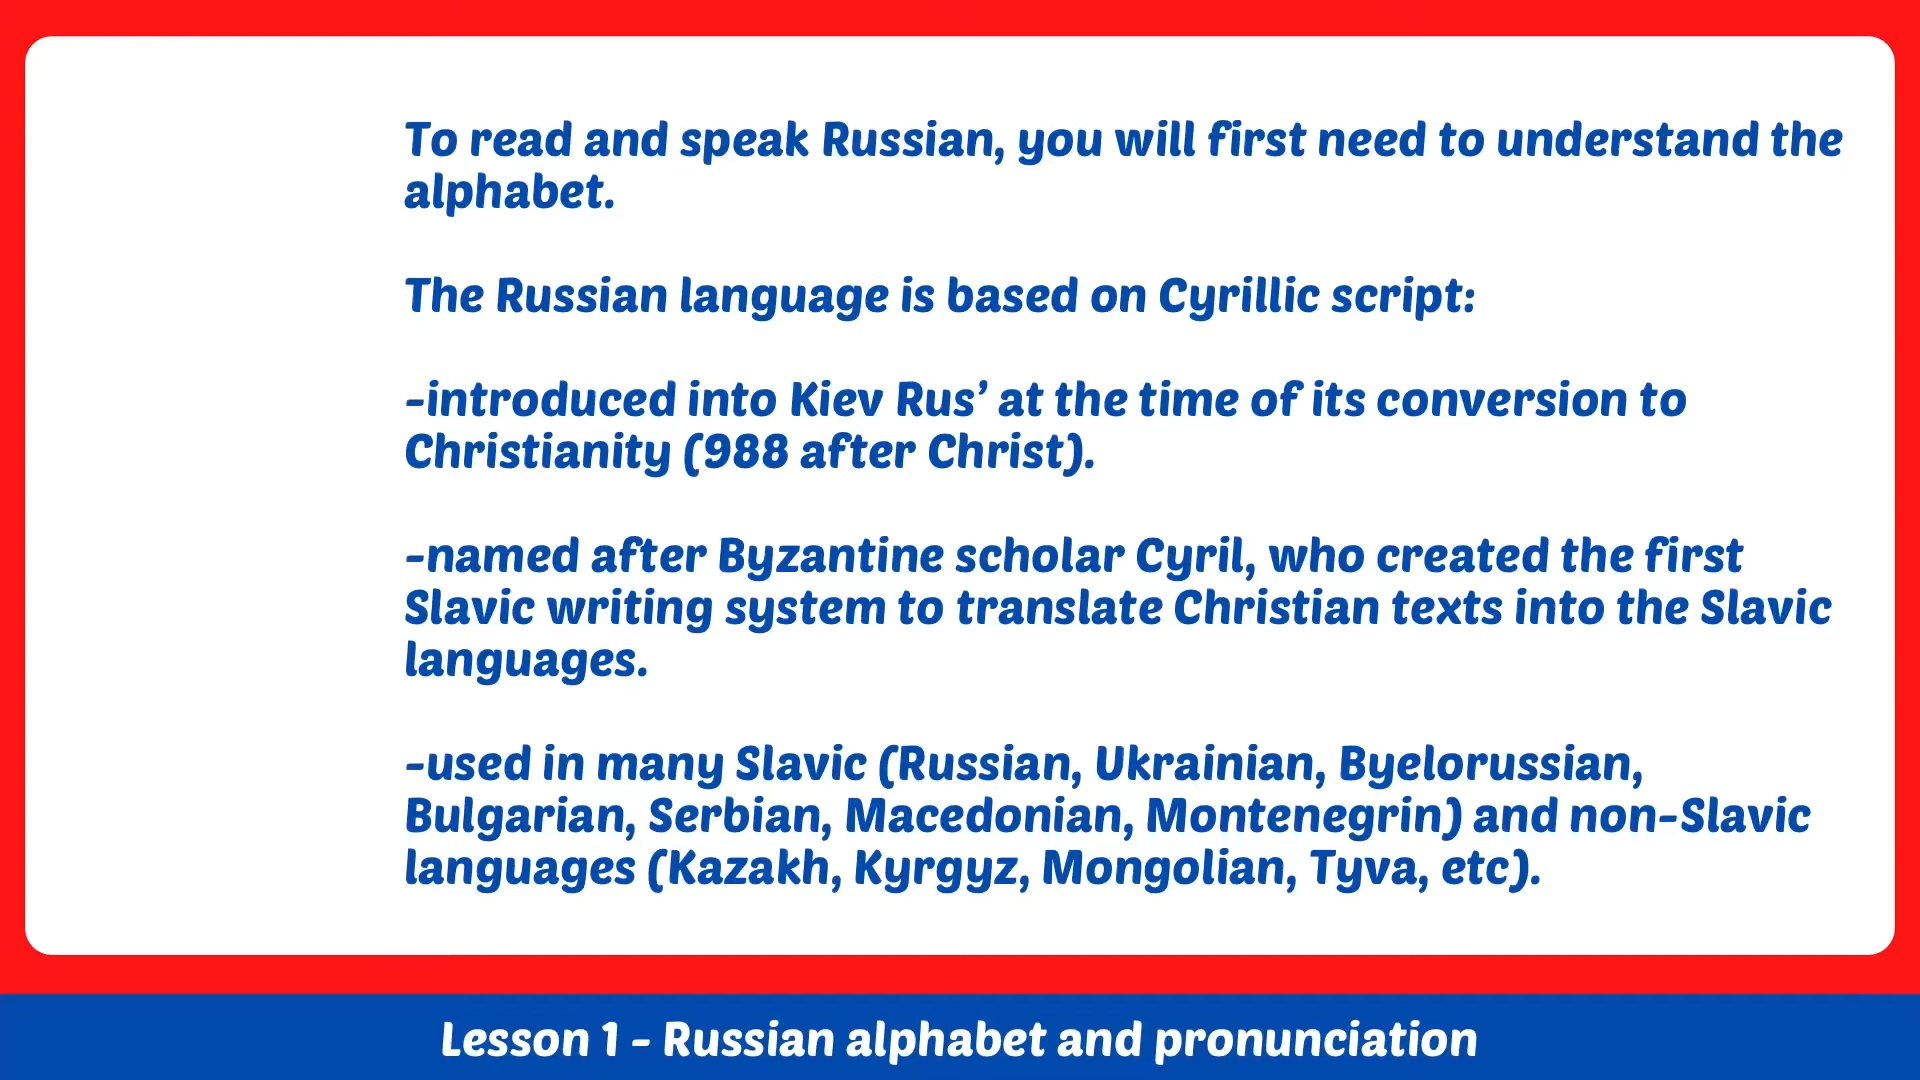 To read and speak Russian, you will first need to understand the
alphabet.
The Russian language is based on Cyrillic script:
-introduced into Kiev Rus’ at the time of its conversion to
Christianity (988 after Christ).
-named after Byzantine scholar Cyril, who created the first
Slavic writing system to translate Christian texts into the Slavic
languages.
-used in many Slavic (Russian, Ukrainian, Byelorussian,
Bulgarian, Serbian, Macedonian, Montenegrin) and non-Slavic
languages (Kazakh, Kyrgyz, Mongolian, Tyva, etc).
Lesson 1 - Russian alphabet and pronunciation